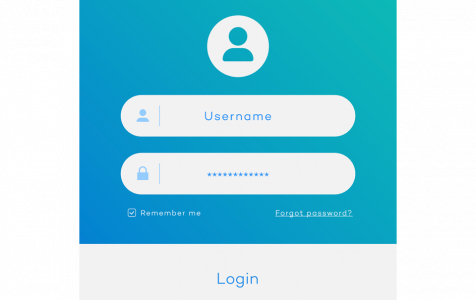 Username
************
Remember me
Forgot password?
Login